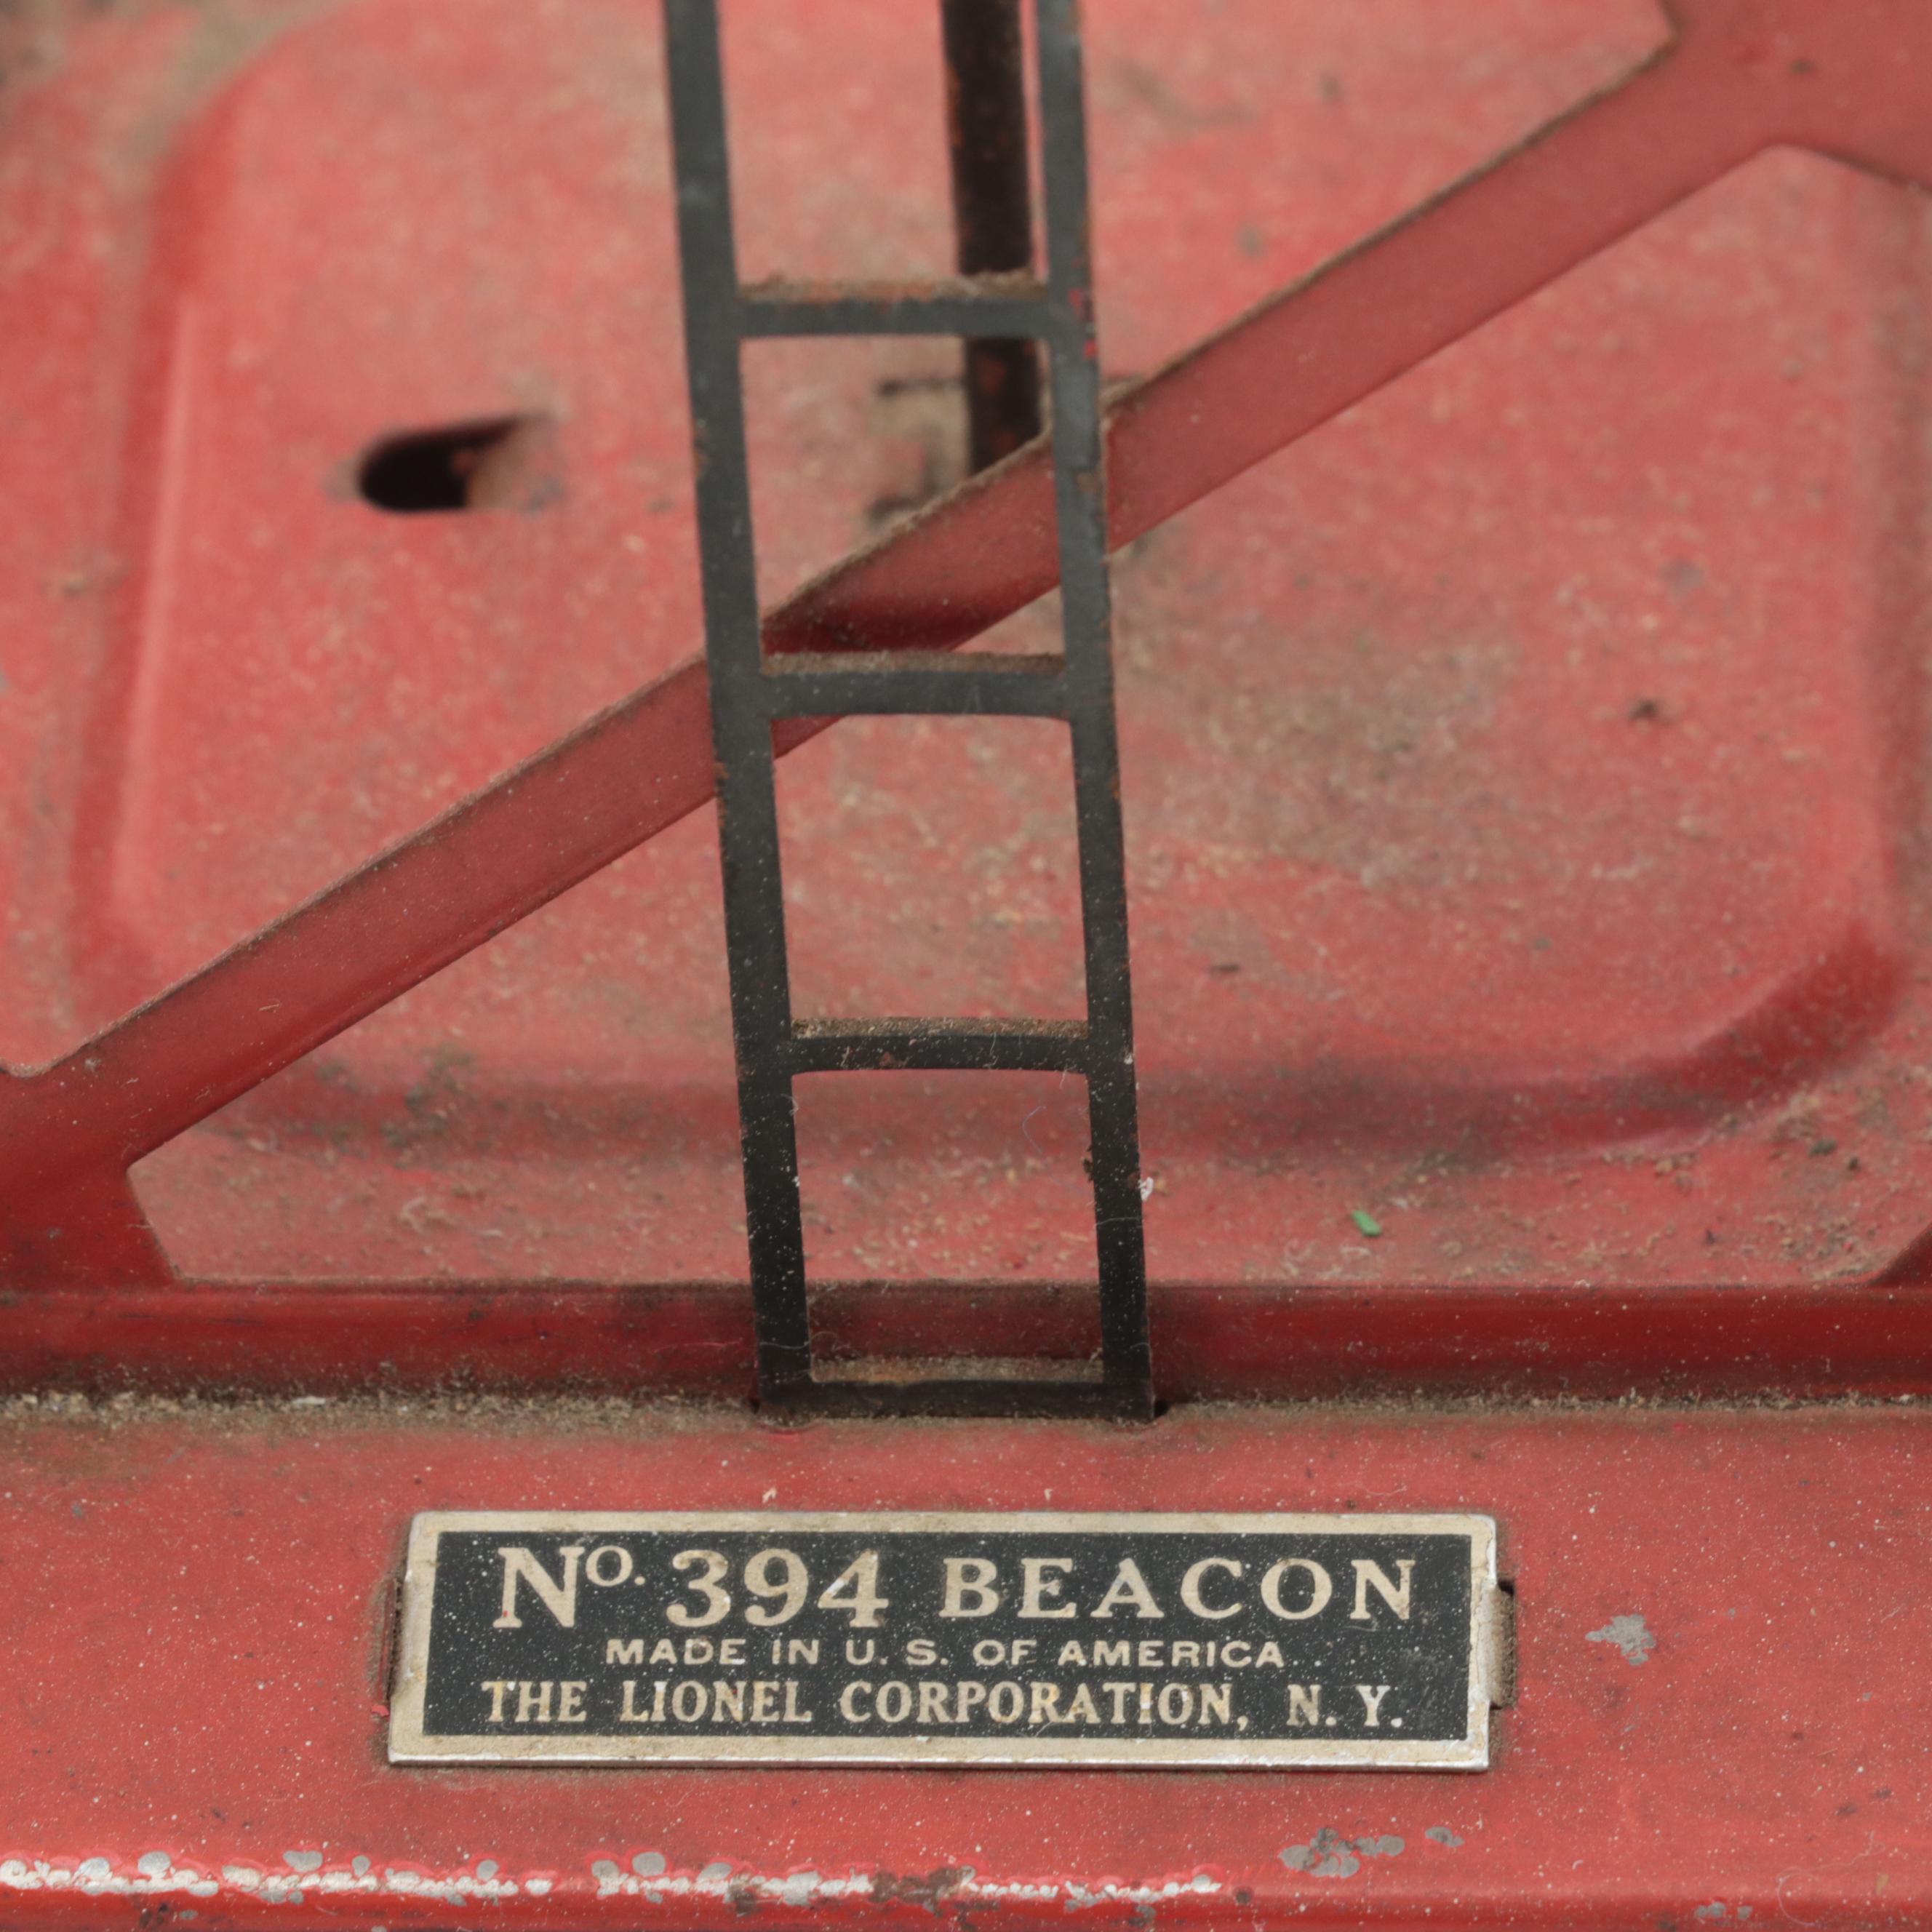 No. 394 BEACON
MADE IN U. S. OF AMERICA
THE LIONEL CORPORATION, N. Y.